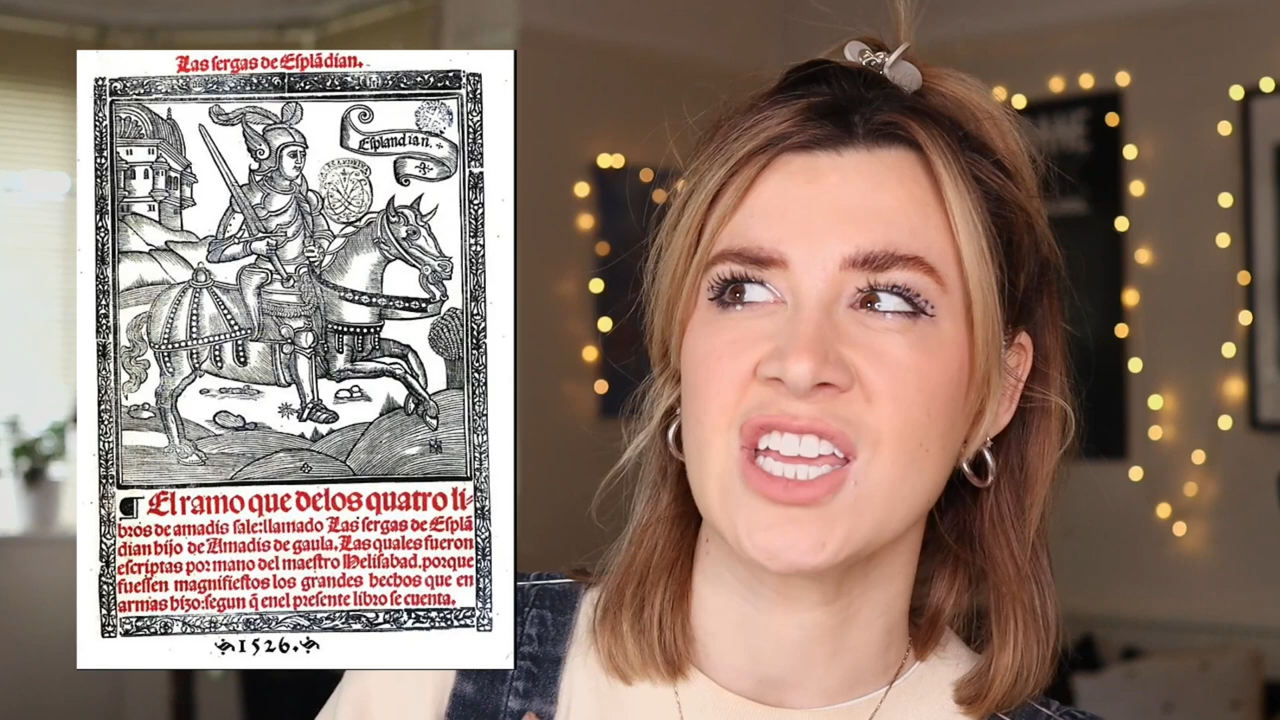 Las sergas de Esplãdian.
Esplandian.
¶ El ramo que delos quatro li-
bros de amadis sale: llamado Las sergas de Esplã
dian hijo de Amadis de gaula. Las quales fueron
escriptas por mano del maestro Helisabad. porque
fuessen magnifiestos los grandes hechos que en
armas hizo: segun q̃ enel presente libro se cuenta.
1526.